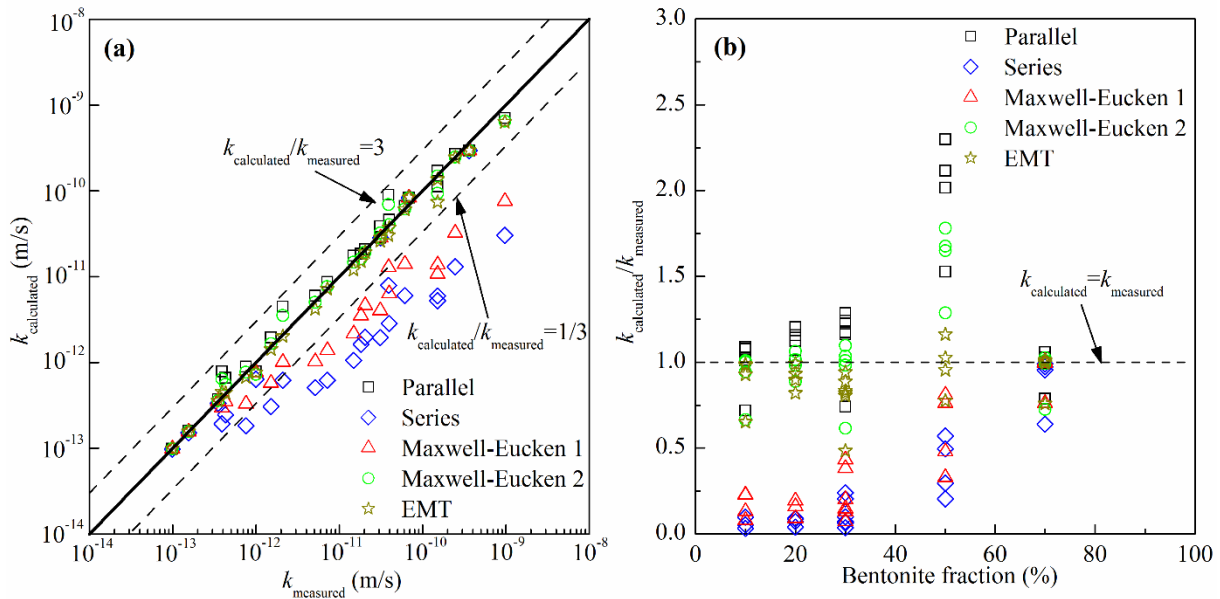 (a)
10⁻⁸
10⁻⁹
10⁻¹⁰
10⁻¹¹
10⁻¹²
10⁻¹³
10⁻¹⁴
k_calculated (m/s)
k_calculated/k_measured=3
k_calculated/k_measured=1/3
Parallel
Series
Maxwell-Eucken 1
Maxwell-Eucken 2
EMT
10⁻¹⁴ 10⁻¹³ 10⁻¹² 10⁻¹¹ 10⁻¹⁰ 10⁻⁹ 10⁻⁸
k_measured (m/s)
(b)
3.0
2.5
2.0
1.5
1.0
0.5
0.0
k_calculated/k_measured
Parallel
Series
Maxwell-Eucken 1
Maxwell-Eucken 2
EMT
k_calculated=k_measured
0 20 40 60 80 100
Bentonite fraction (%)